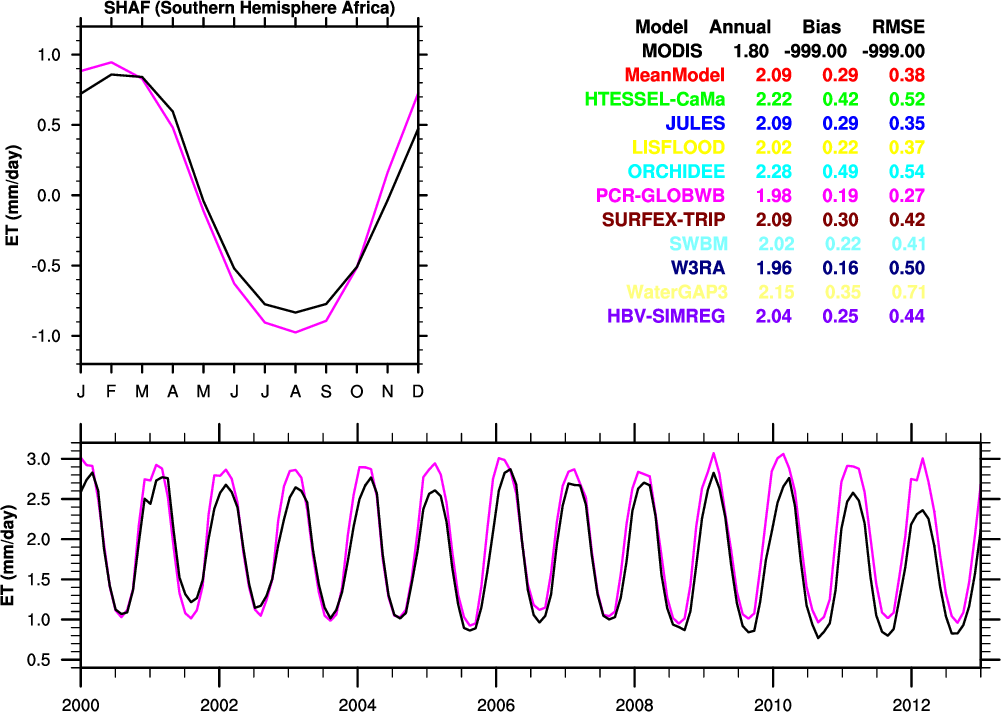 SHAF (Southern Hemisphere Africa)
1.0
0.5
0.0
-0.5
-1.0
ET (mm/day)
J F M A M J J A S O N D
Model Annual Bias RMSE
MODIS 1.80 -999.00 -999.00
MeanModel 2.09 0.29 0.38
HTESSEL-CaMa 2.22 0.42 0.52
JULES 2.09 0.29 0.35
LISFLOOD 2.02 0.22 0.37
ORCHIDEE 2.28 0.49 0.54
PCR-GLOBWB 1.98 0.19 0.27
SURFEX-TRIP 2.09 0.30 0.42
SWBM 2.02 0.22 0.41
W3RA 1.96 0.16 0.50
WaterGAP3 2.15 0.35 0.71
HBV-SIMREG 2.04 0.25 0.44
3.0
2.5
2.0
1.5
1.0
0.5
ET (mm/day)
2000 2002 2004 2006 2008 2010 2012